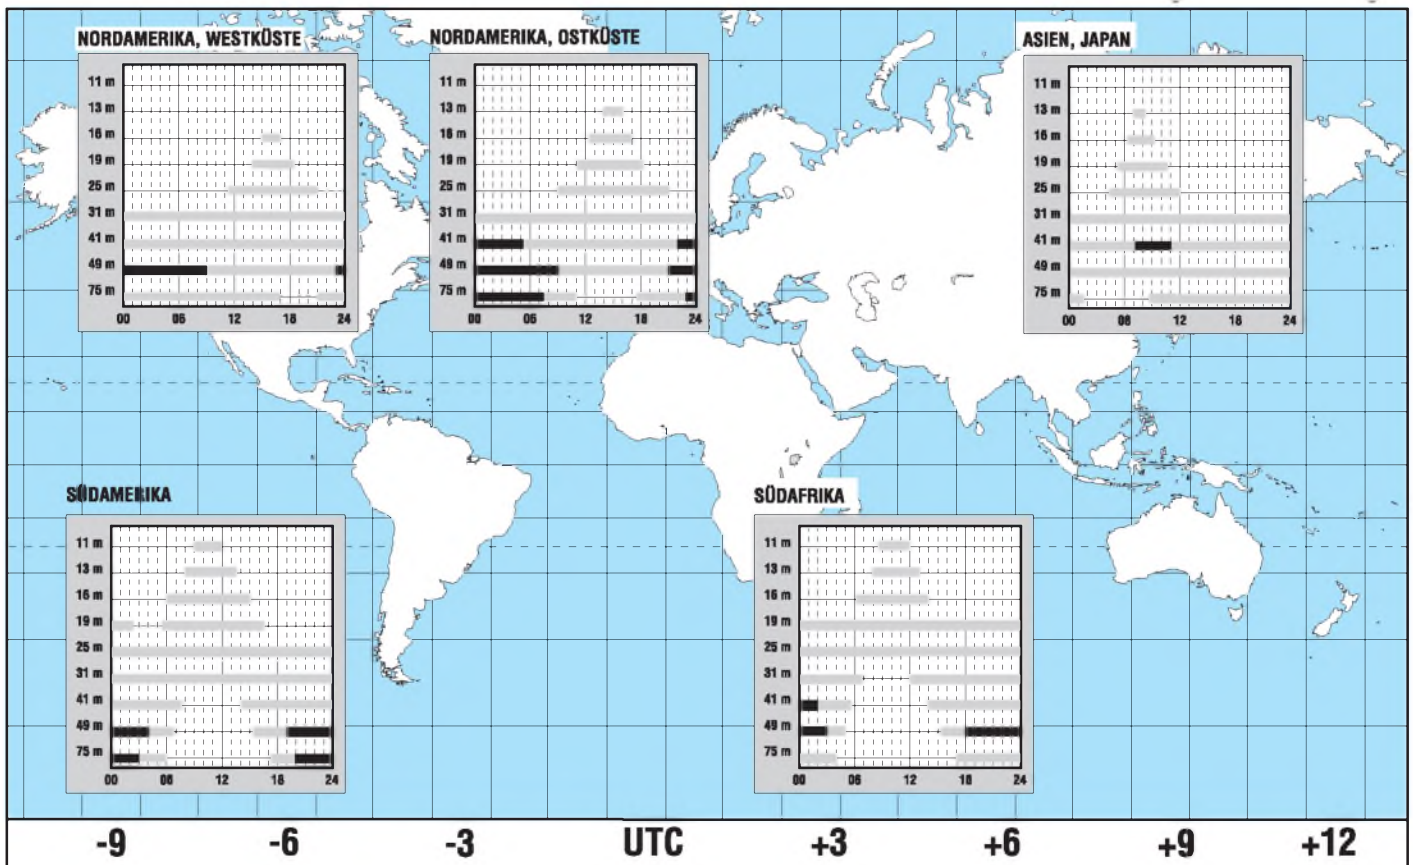 NORDAMERIKA, WESTKÜSTE
11 m
13 m
16 m
19 m
25 m
31 m
41 m
49 m
75 m
00 06 12 18 24
NORDAMERIKA, OSTKÜSTE
11 m
13 m
16 m
19 m
25 m
31 m
41 m
49 m
75 m
00 06 12 18 24
ASIEN, JAPAN
11 m
13 m
16 m
19 m
25 m
31 m
41 m
49 m
75 m
00 06 12 18 24
SÜDAMERIKA
11 m
13 m
16 m
19 m
25 m
31 m
41 m
49 m
75 m
00 06 12 18 24
SÜDAFRIKA
11 m
13 m
16 m
19 m
25 m
31 m
41 m
49 m
75 m
00 06 12 18 24
-9 -6 -3 UTC +3 +6 +9 +12